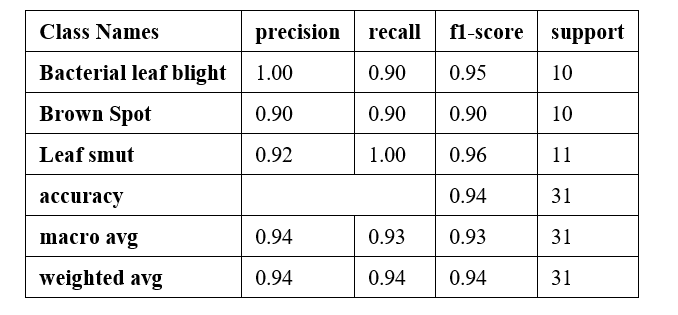 Class Names precision recall f1-score support
Bacterial leaf blight 1.00 0.90 0.95 10
Brown Spot 0.90 0.90 0.90 10
Leaf smut 0.92 1.00 0.96 11
accuracy 0.94 31
macro avg 0.94 0.93 0.93 31
weighted avg 0.94 0.94 0.94 31